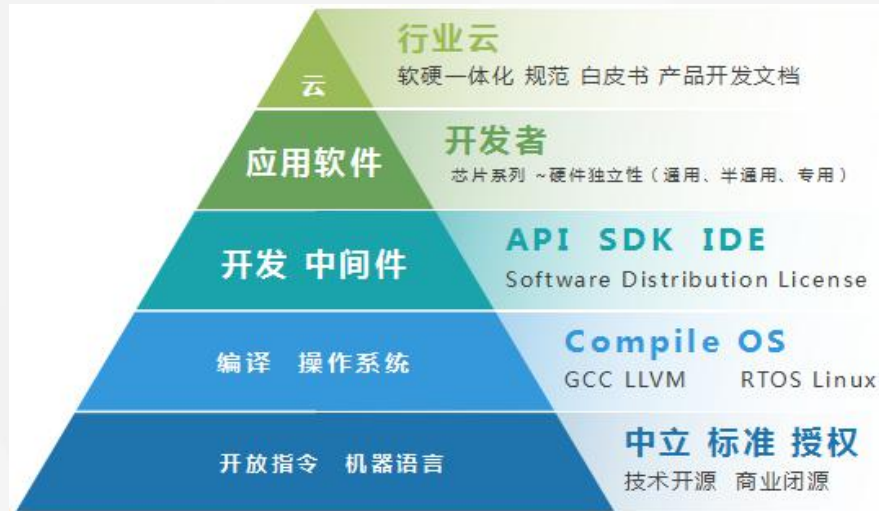 行业云
云
软硬一体化 规范 白皮书 产品开发文档
开发者
应用软件
芯片系列 ~硬件独立性（通用、半通用、专用）
API SDK IDE
开发 中间件
Software Distribution License
Compile OS
编译 操作系统
GCC LLVM RTOS Linux
中立 标准 授权
开放指令 机器语言
技术开源 商业闭源